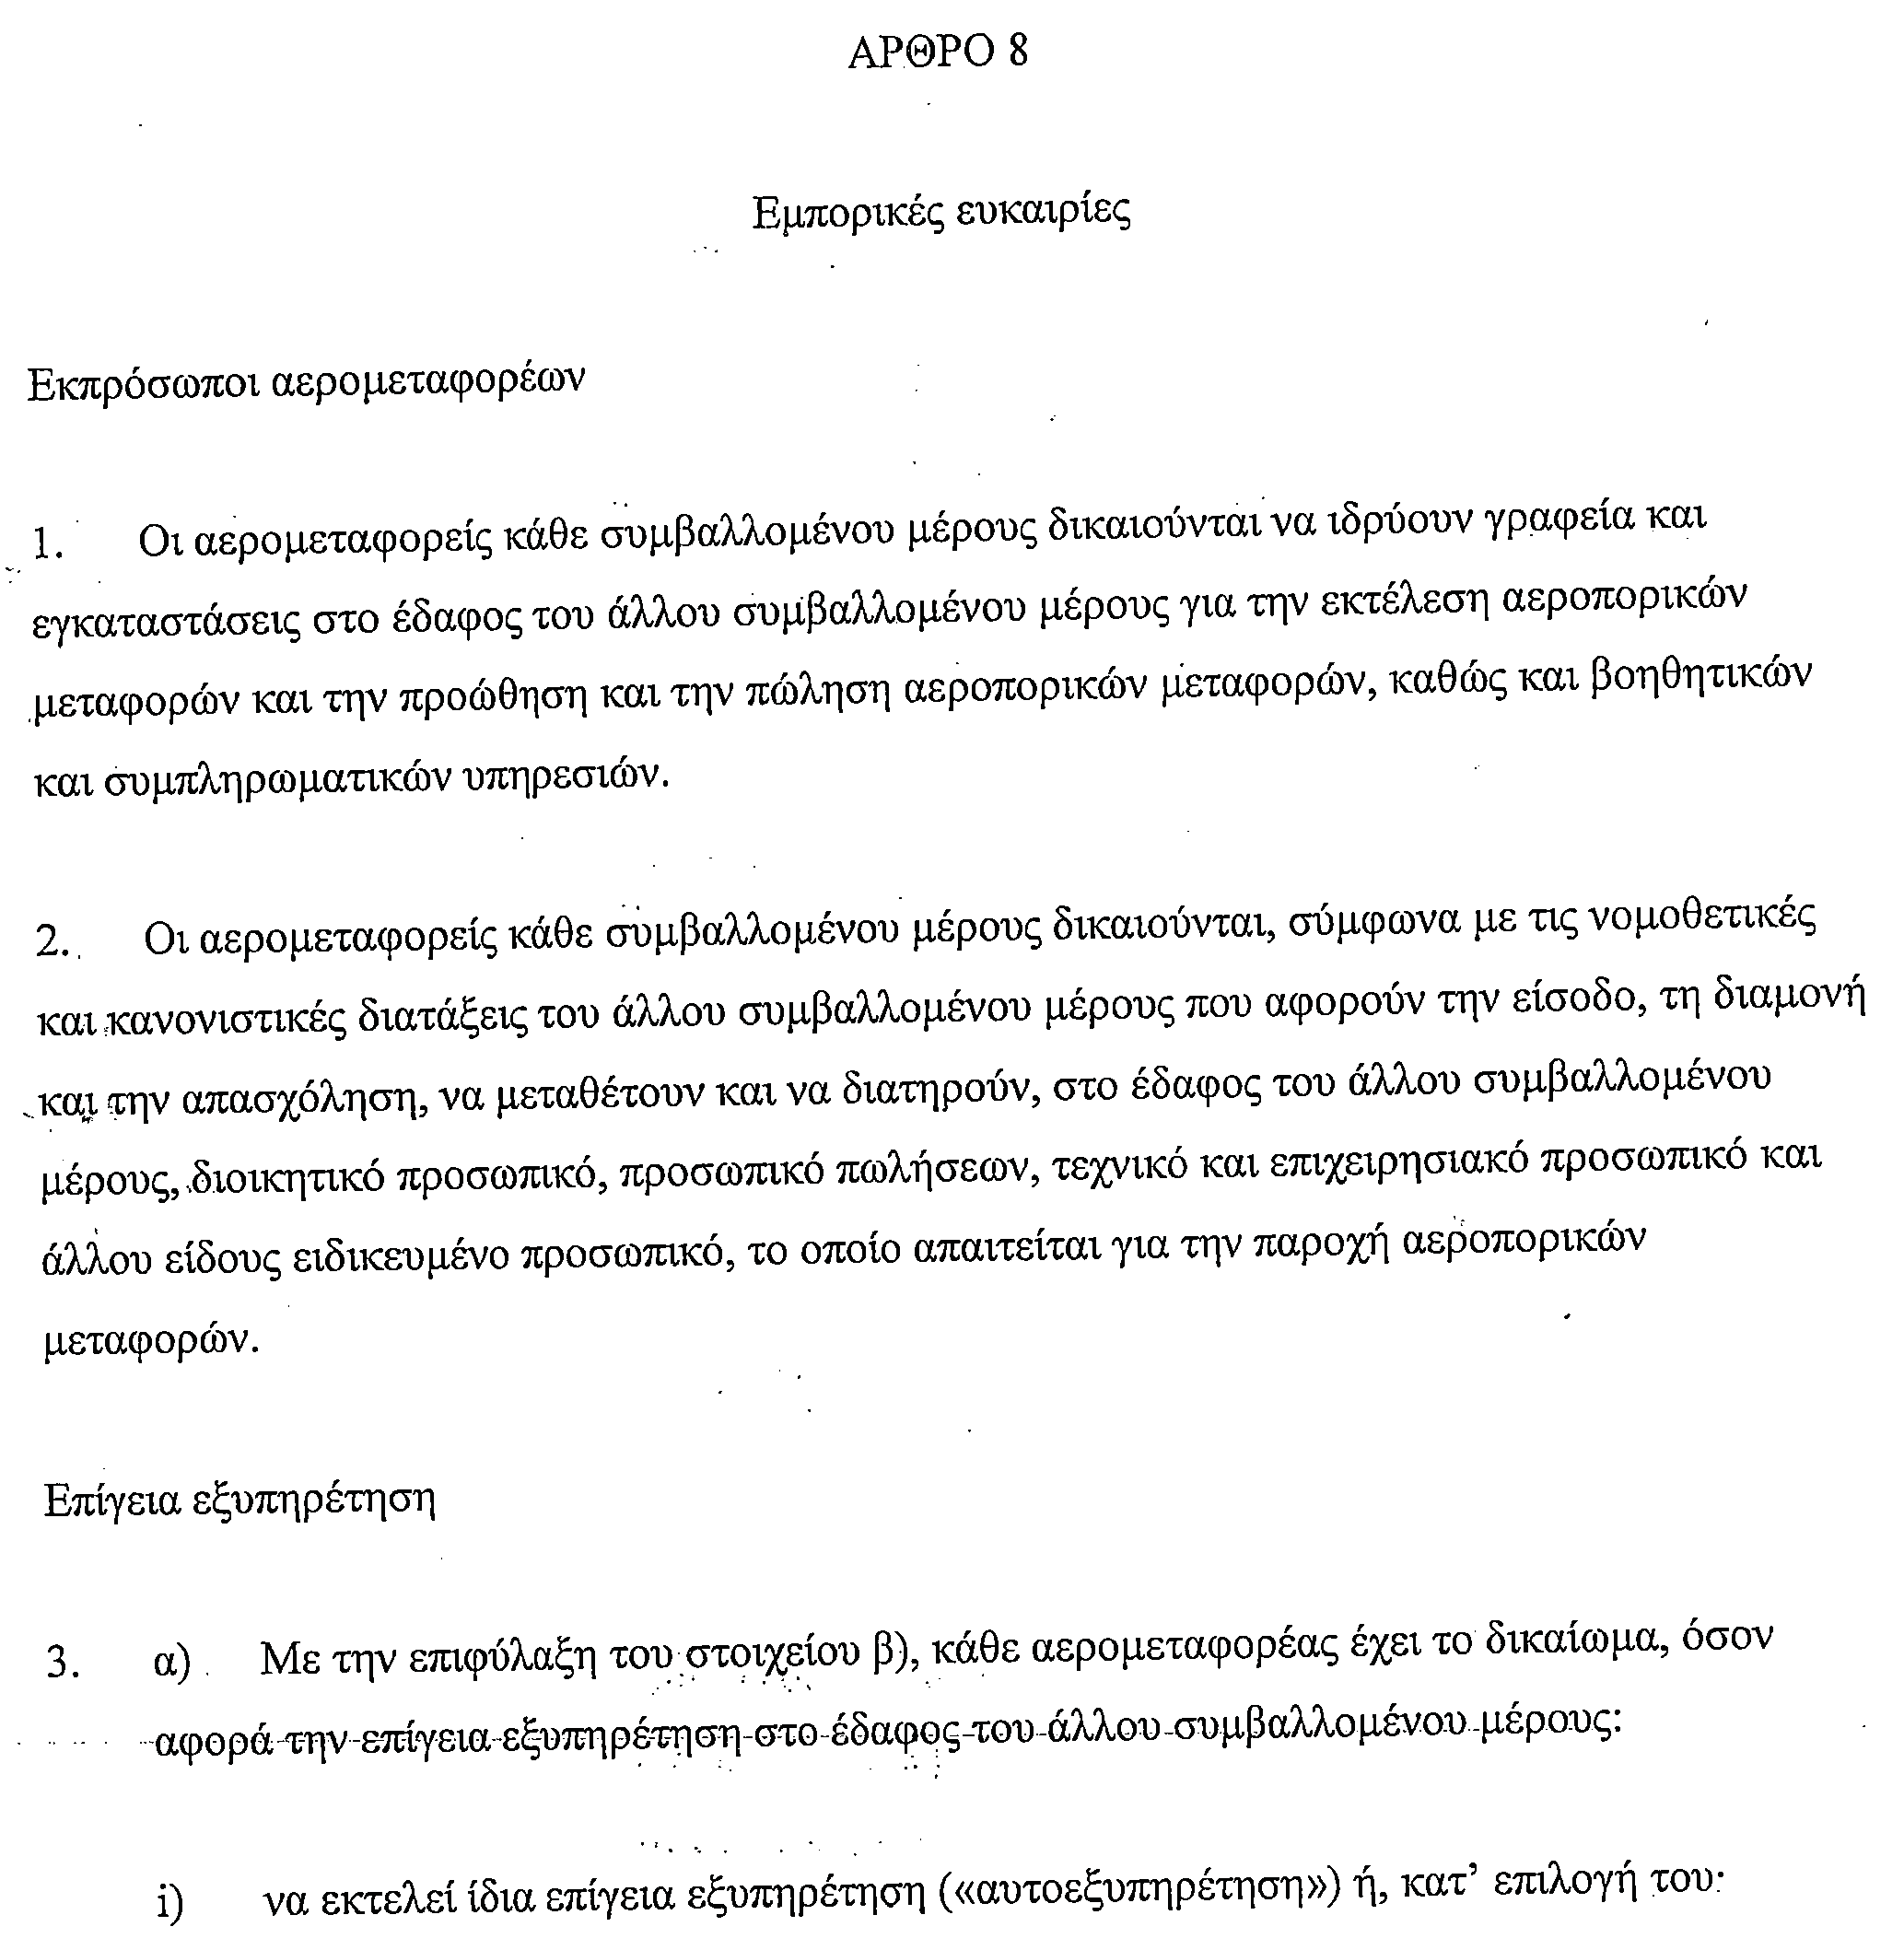 ΑΡΘΡΟ 8
Εμπορικές ευκαιρίες
Εκπρόσωποι αερομεταφορέων
1. Οι αερομεταφορείς κάθε συμβαλλομένου μέρους δικαιούνται να ιδρύουν γραφεία και
εγκαταστάσεις στο έδαφος του άλλου συμβαλλομένου μέρους για την εκτέλεση αεροπορικών
μεταφορών και την προώθηση και την πώληση αεροπορικών μεταφορών, καθώς και βοηθητικών
και συμπληρωματικών υπηρεσιών.
2. Οι αερομεταφορείς κάθε συμβαλλομένου μέρους δικαιούνται, σύμφωνα με τις νομοθετικές
και κανονιστικές διατάξεις του άλλου συμβαλλομένου μέρους που αφορούν την είσοδο, τη διαμονή
και την απασχόληση, να μεταθέτουν και να διατηρούν, στο έδαφος του άλλου συμβαλλομένου
μέρους, διοικητικό προσωπικό, προσωπικό πωλήσεων, τεχνικό και επιχειρησιακό προσωπικό και
άλλου είδους ειδικευμένο προσωπικό, το οποίο απαιτείται για την παροχή αεροπορικών
μεταφορών.
Επίγεια εξυπηρέτηση
3. α) Με την επιφύλαξη του στοιχείου β), κάθε αερομεταφορέας έχει το δικαίωμα, όσον
αφορά την επίγεια εξυπηρέτηση στο έδαφος του άλλου συμβαλλομένου μέρους:
i) να εκτελεί ίδια επίγεια εξυπηρέτηση («αυτοεξυπηρέτηση») ή, κατ’ επιλογή του: